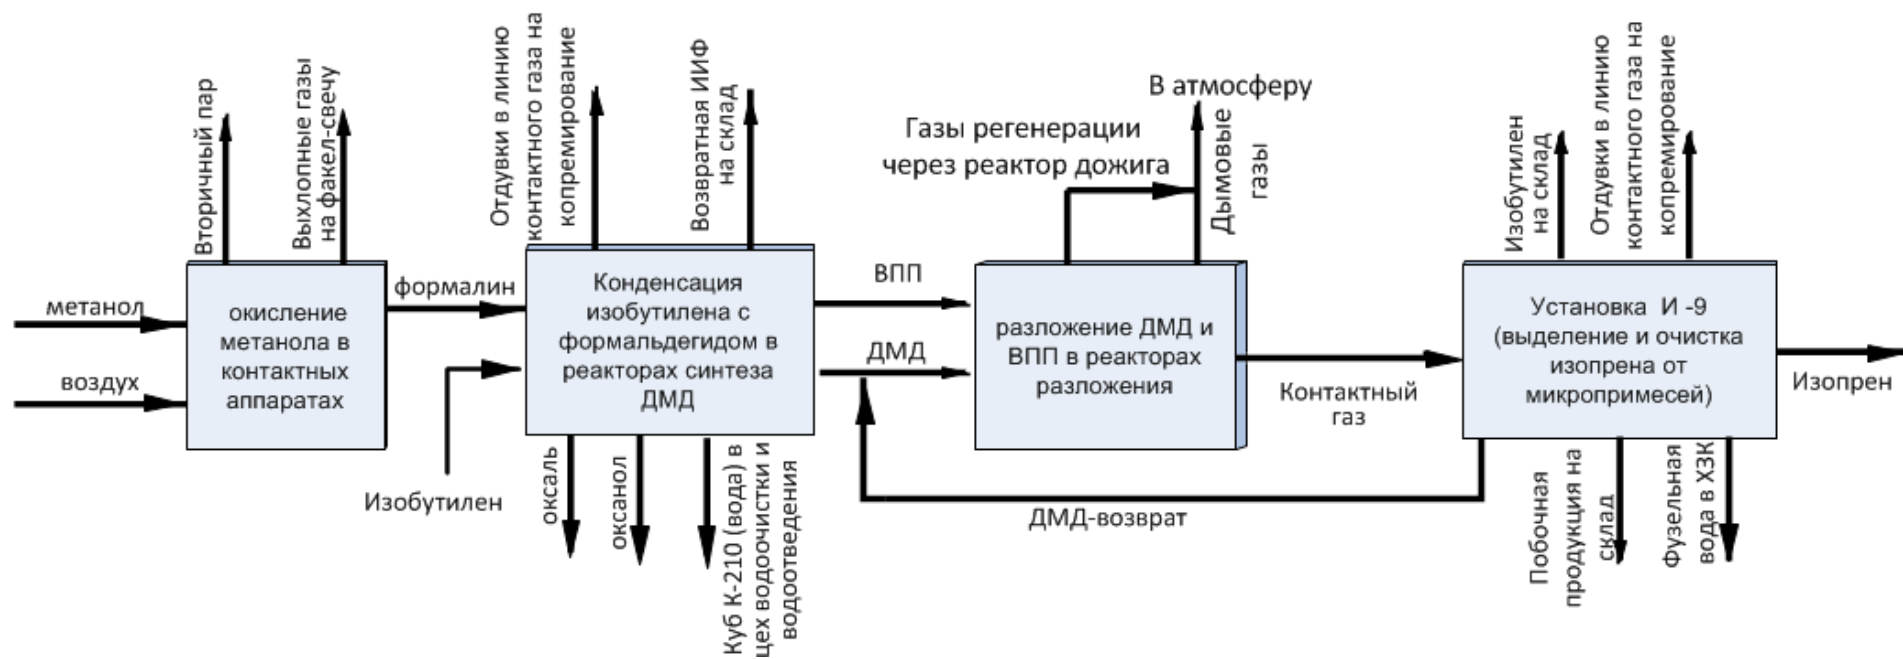 метанол
воздух
Вторичный пар
Выхлопные газы
на факел-свечу
окисление
метанола в
контактных
аппаратах
формалин
Изобутилен
Отдувки в линию
контактного газа на
копремирование
Возвратная ИИФ
на склад
Конденсация
изобутилена с
формальдегидом в
реакторах синтеза
ДМД
оксаль
оксанол
Куб К-210 (вода) в
цех водоочистки и
водоотведения
ВПП
ДМД
Газы регенерации
через реактор дожига
В атмосферу
Дымовые
газы
разложение ДМД и
ВПП в реакторах
разложения
ДМД-возврат
Контактный
газ
Изобутилен
на склад
Отдувки в линию
контактного газа на
копремирование
Установка И -9
(выделение и очистка
изопрена от
микропримесей)
Изопрен
Побочная
продукция на
склад
Фузельная
вода в ХЗК